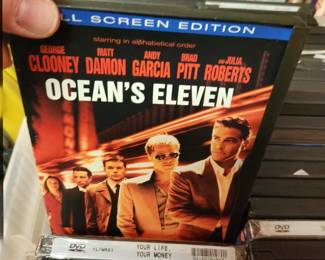 LL SCREEN EDITION
starring in alphabetical order
GEORGE MATT ANDY BRAD AND JULIA
CLOONEY DAMON GARCIA PITT ROBERTS
OCEAN'S ELEVEN
DVD YOUR LIFE,
YOUR MONEY
DVD